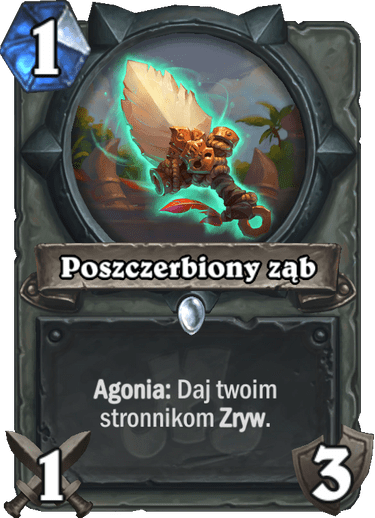 1
Poszczerbiony ząb
Agonia: Daj twoim
stronnikom Zryw.
1
3